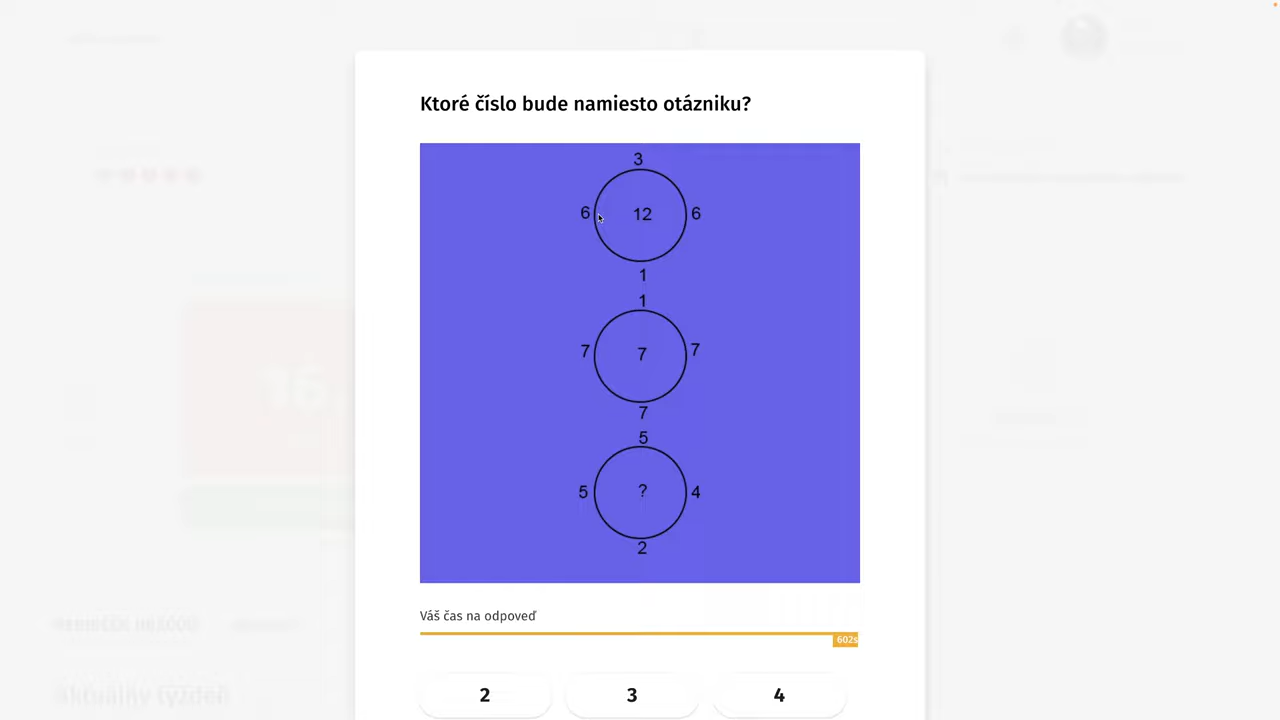 Ktoré číslo bude namiesto otázniku?
3
6 12 6
1
1
7 7 7
7
5
5 ? 4
2
Váš čas na odpoveď
602s
2 3 4